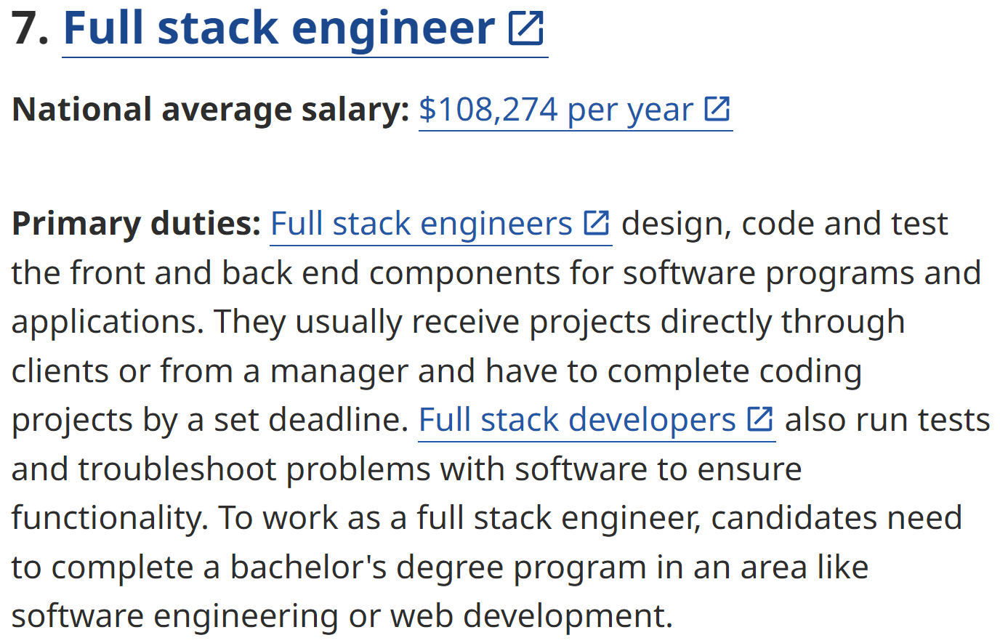 7. Full stack engineer
National average salary: $108,274 per year
Primary duties: Full stack engineers design, code and test
the front and back end components for software programs and
applications. They usually receive projects directly through
clients or from a manager and have to complete coding
projects by a set deadline. Full stack developers also run tests
and troubleshoot problems with software to ensure
functionality. To work as a full stack engineer, candidates need
to complete a bachelor's degree program in an area like
software engineering or web development.